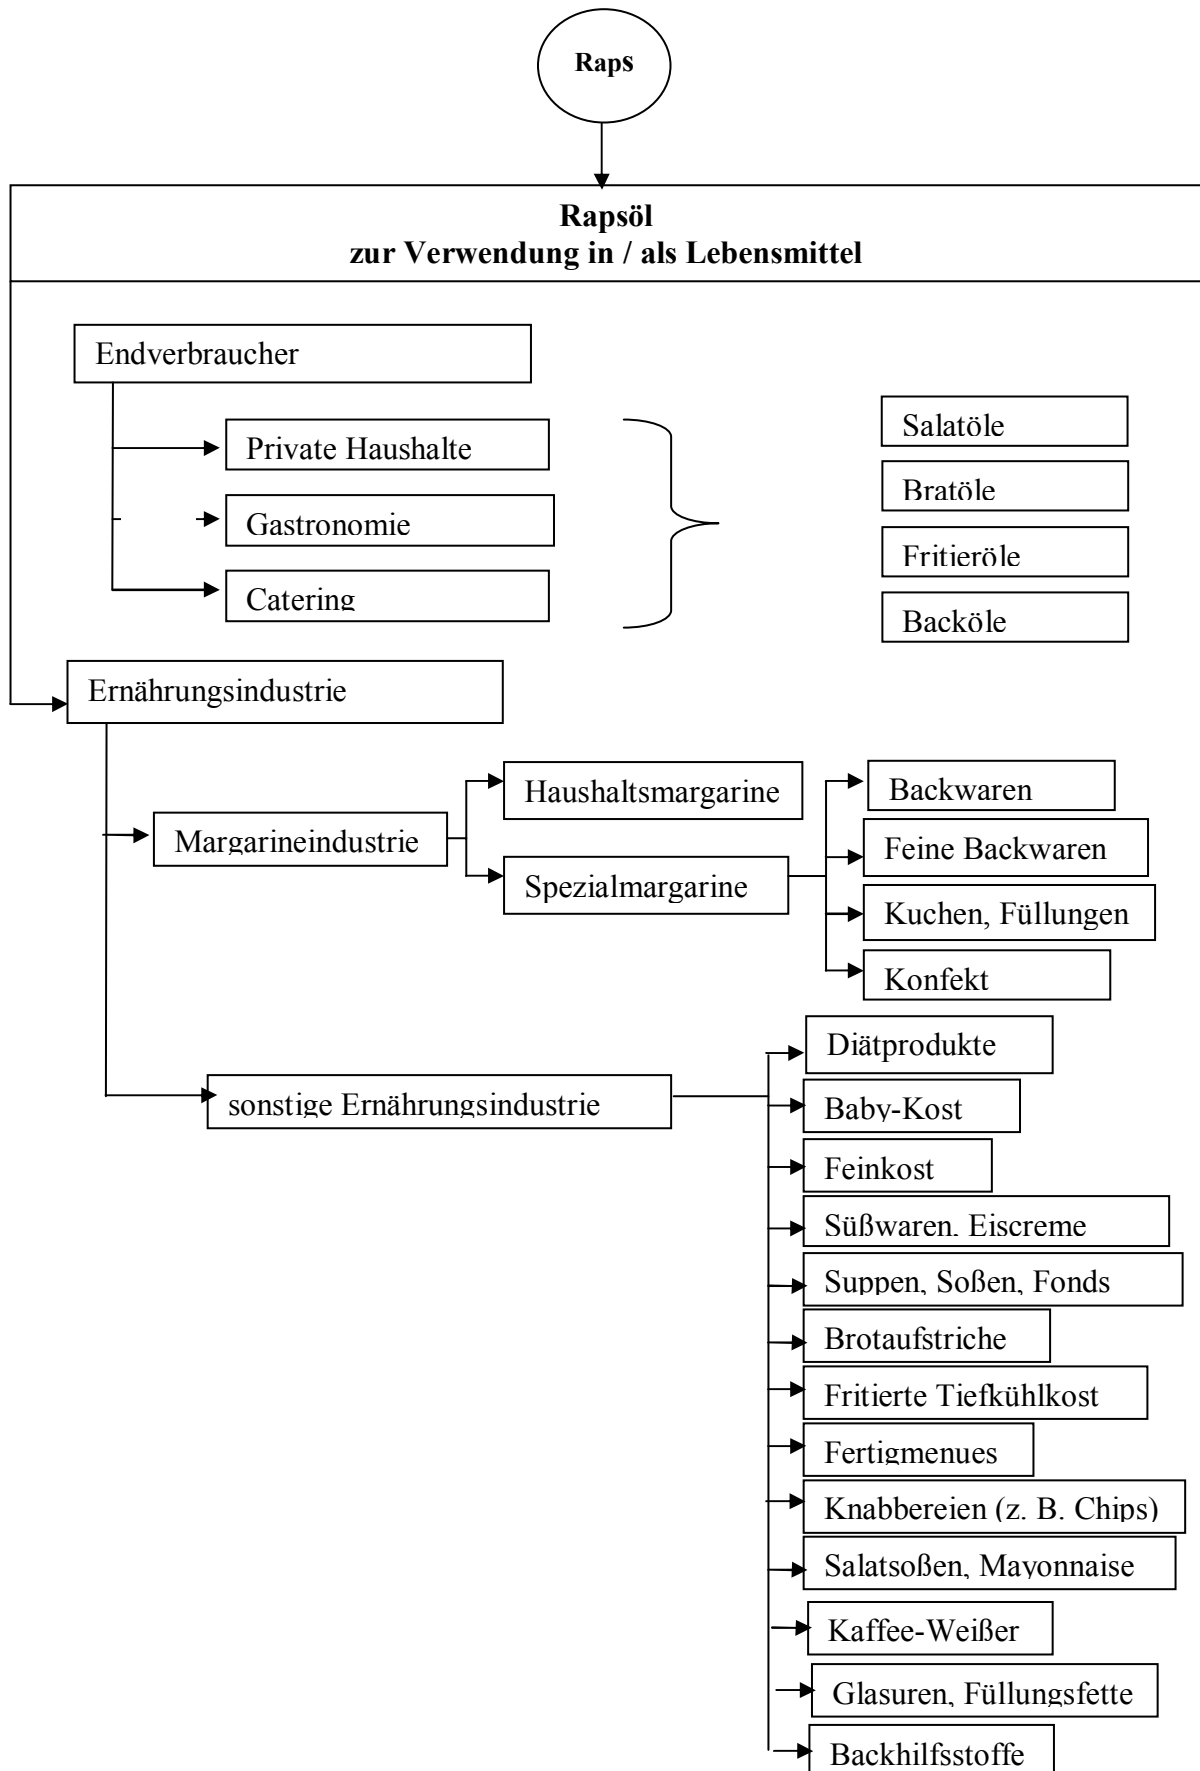 Raps
Rapsöl
zur Verwendung in / als Lebensmittel
Endverbraucher
Private Haushalte
Gastronomie
Catering
Salatöle
Bratöle
Fritieröle
Backöle
Ernährungsindustrie
Margarineindustrie
Haushaltsmargarine
Spezialmargarine
Backwaren
Feine Backwaren
Kuchen, Füllungen
Konfekt
sonstige Ernährungsindustrie
Diätprodukte
Baby-Kost
Feinkost
Süßwaren, Eiscreme
Suppen, Soßen, Fonds
Brotaufstriche
Fritierte Tiefkühlkost
Fertigmenues
Knabbereien (z. B. Chips)
Salatsoßen, Mayonnaise
Kaffee-Weißer
Glasuren, Füllungsfette
Backhilfsstoffe